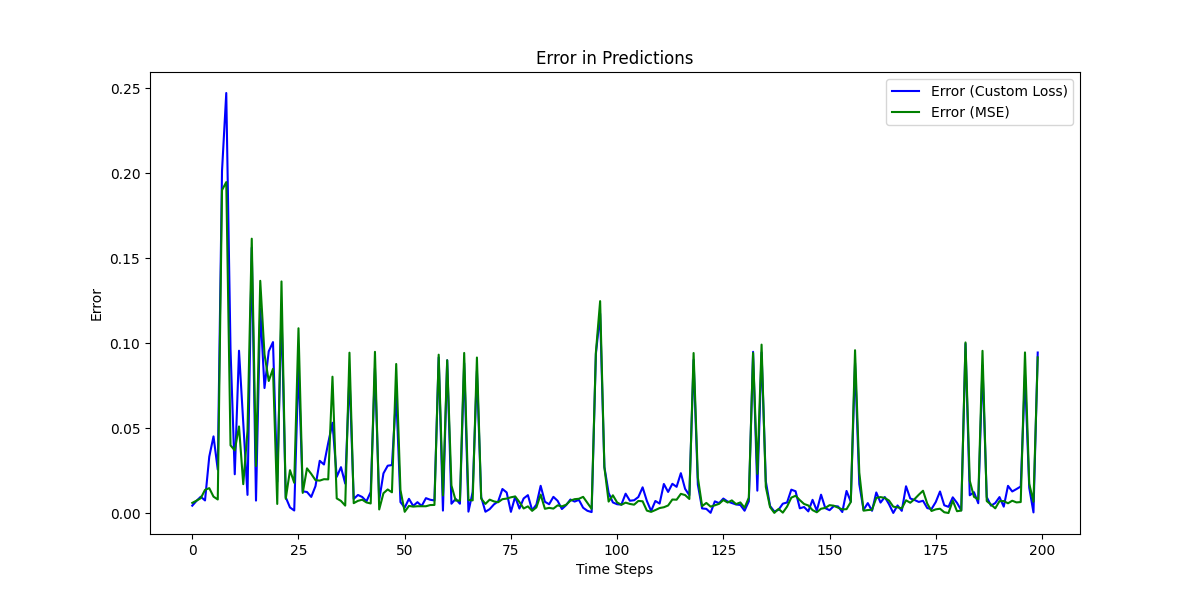 Error in Predictions
Error (Custom Loss)
Error (MSE)
Error
0.25
0.20
0.15
0.10
0.05
0.00
0 25 50 75 100 125 150 175 200
Time Steps